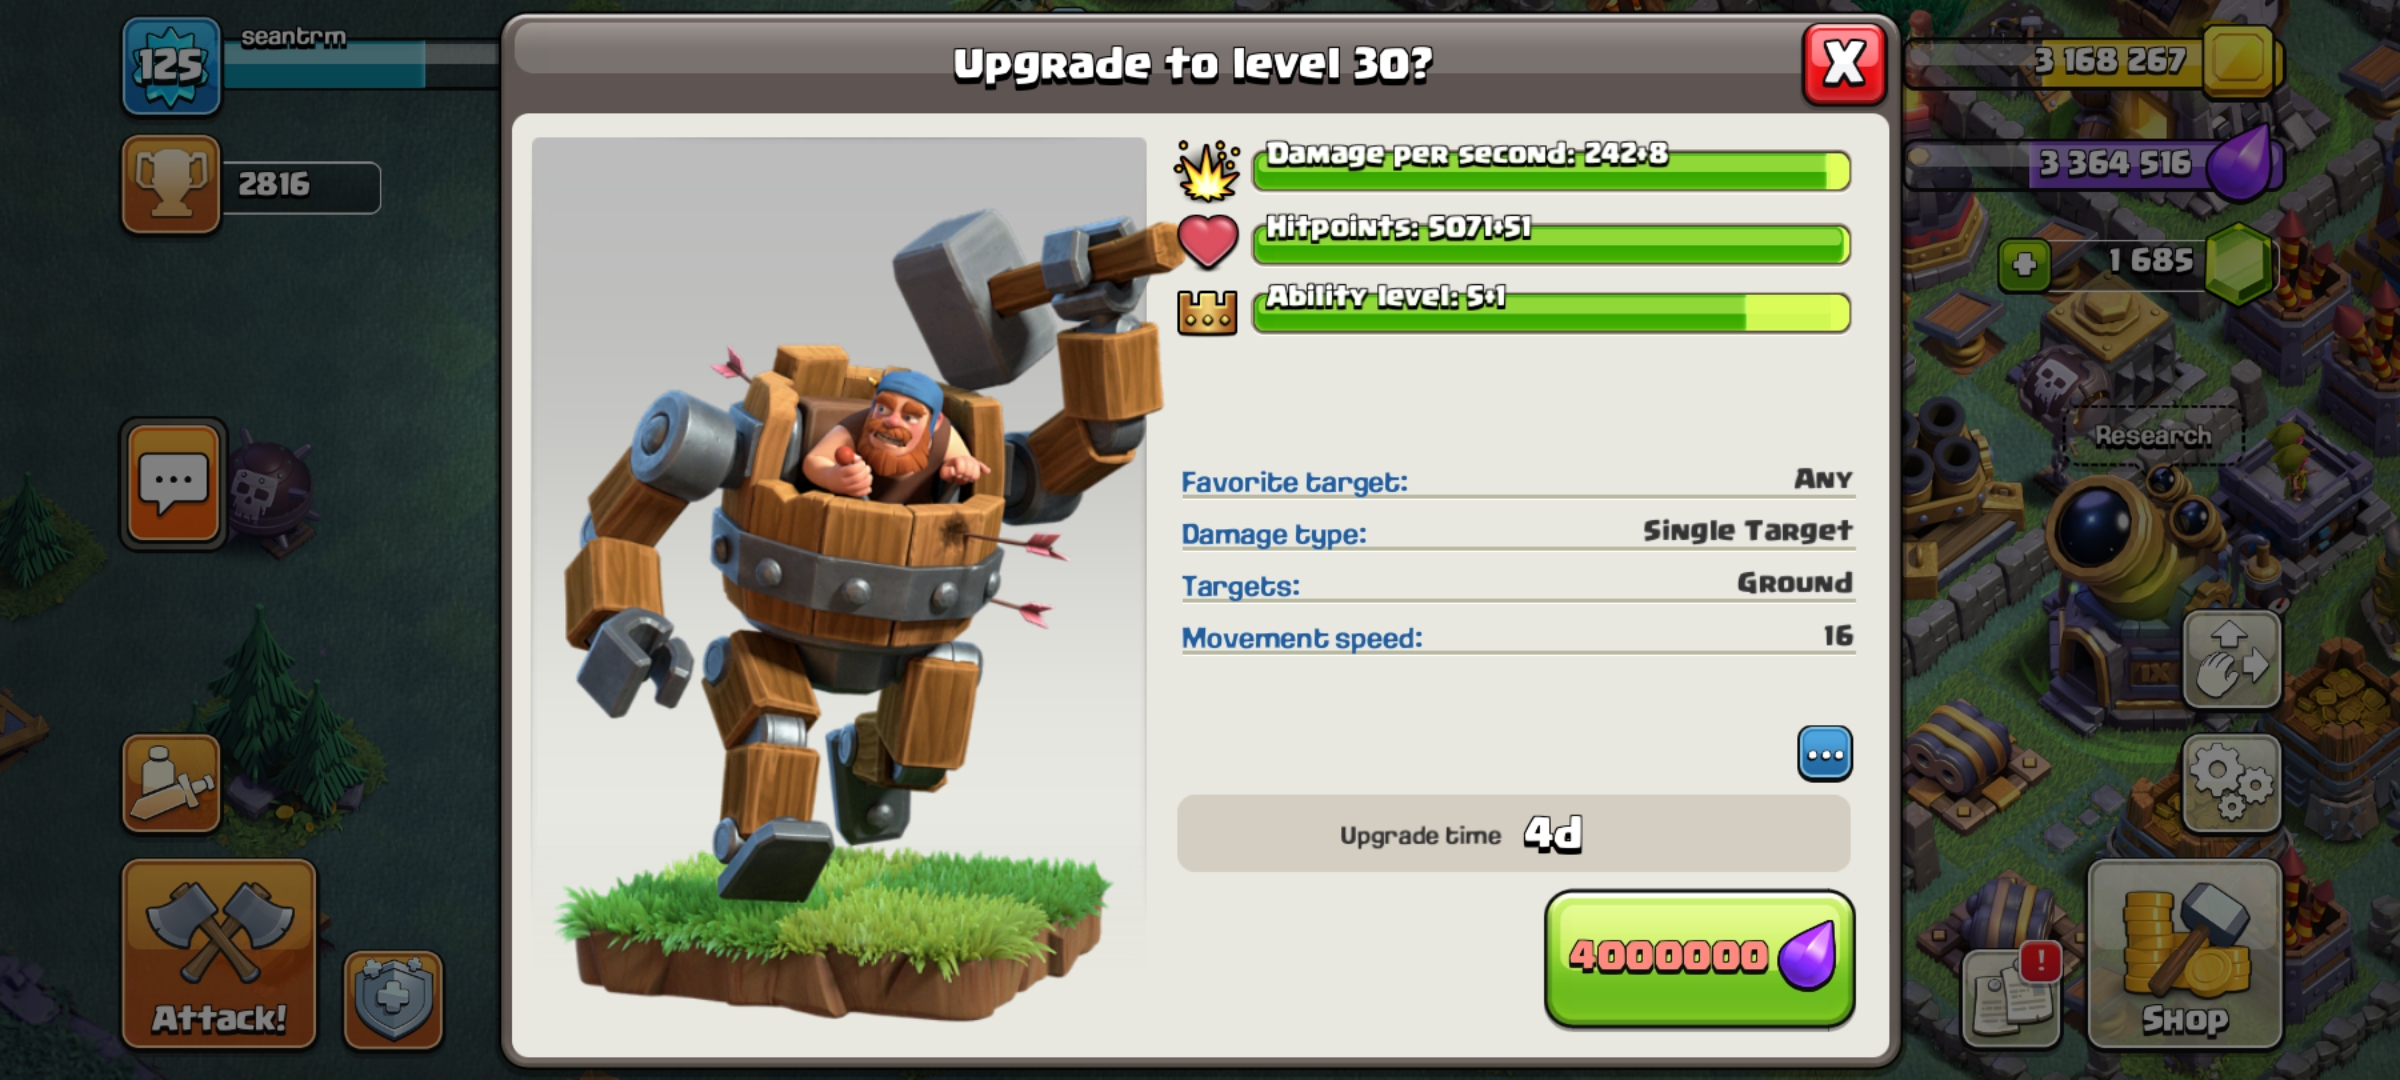 125
seantrm
2816
Attack!
Upgrade to level 30?
X
Damage per second: 242+8
Hitpoints: 5071+51
Ability level: 5+1
Favorite target: Any
Damage type: Single Target
Targets: Ground
Movement speed: 16
Upgrade time 4d
4000000
3 168 267
3 364 516
1 685
Research
IX
!
Shop